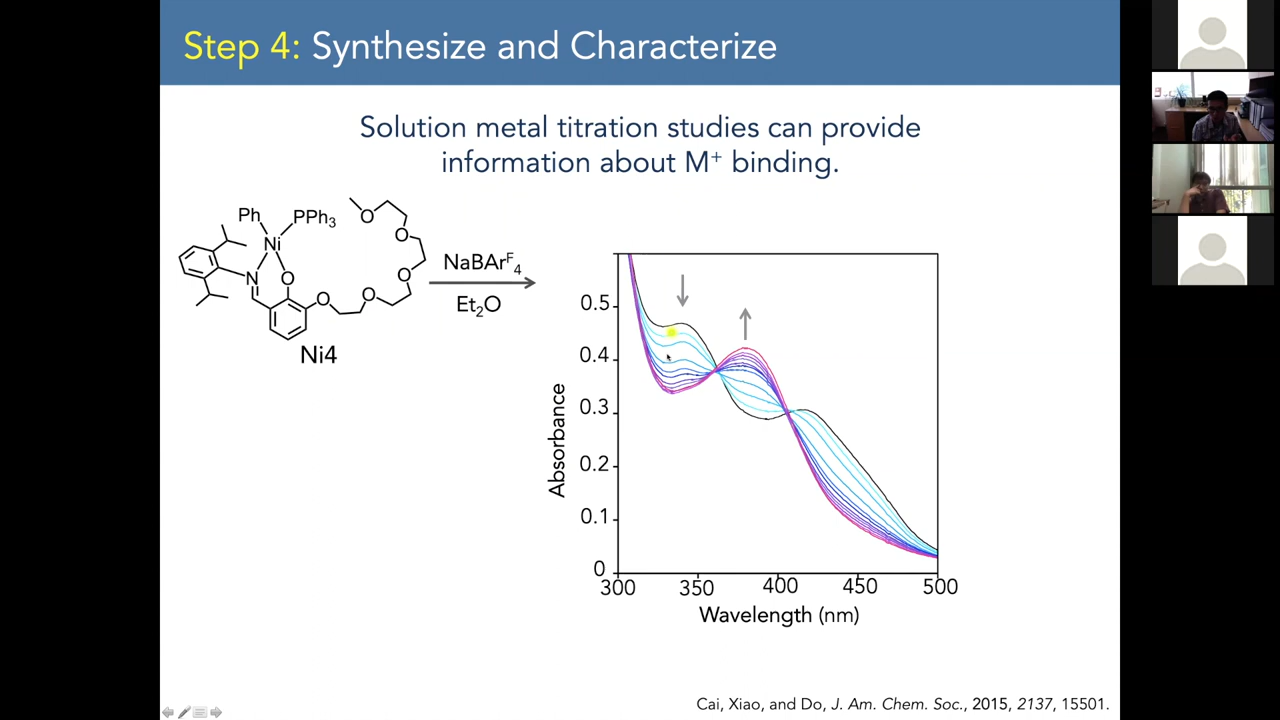 Step 4: Synthesize and Characterize
Solution metal titration studies can provide
information about M⁺ binding.
Ph
PPh₃
Ni
N
O
O
O
O
O
O
Ni4
NaBArᶠ₄
Et₂O
0.5
0.4
0.3
0.2
0.1
0
Absorbance
300 350 400 450 500
Wavelength (nm)
Cai, Xiao, and Do, J. Am. Chem. Soc., 2015, 2137, 15501.